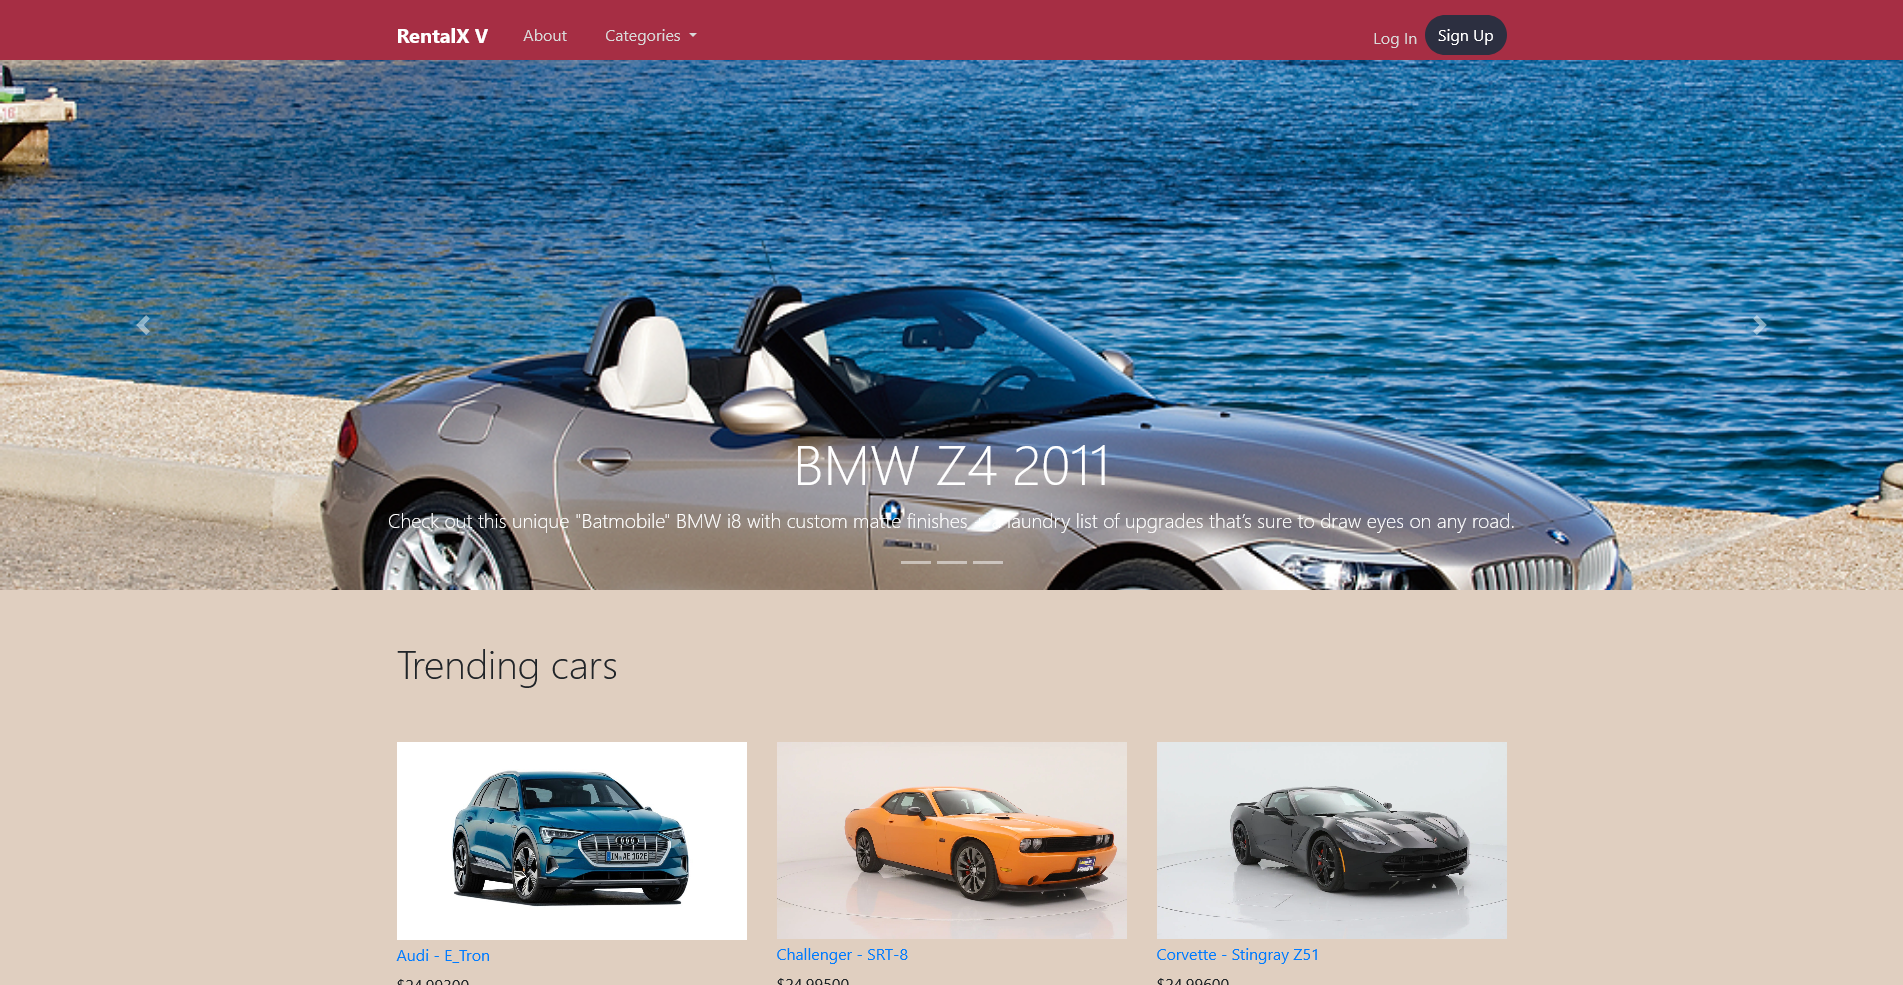 RentalX V About Categories Log In Sign Up
BMW Z4 2011
Check out this unique "Batmobile" BMW i8 with custom matte finishes laundry list of upgrades that's sure to draw eyes on any road.
Trending cars
Audi - E_Tron Challenger - SRT-8 Corvette - Stingray Z51
$24.99300 $24.99500 $24.99600